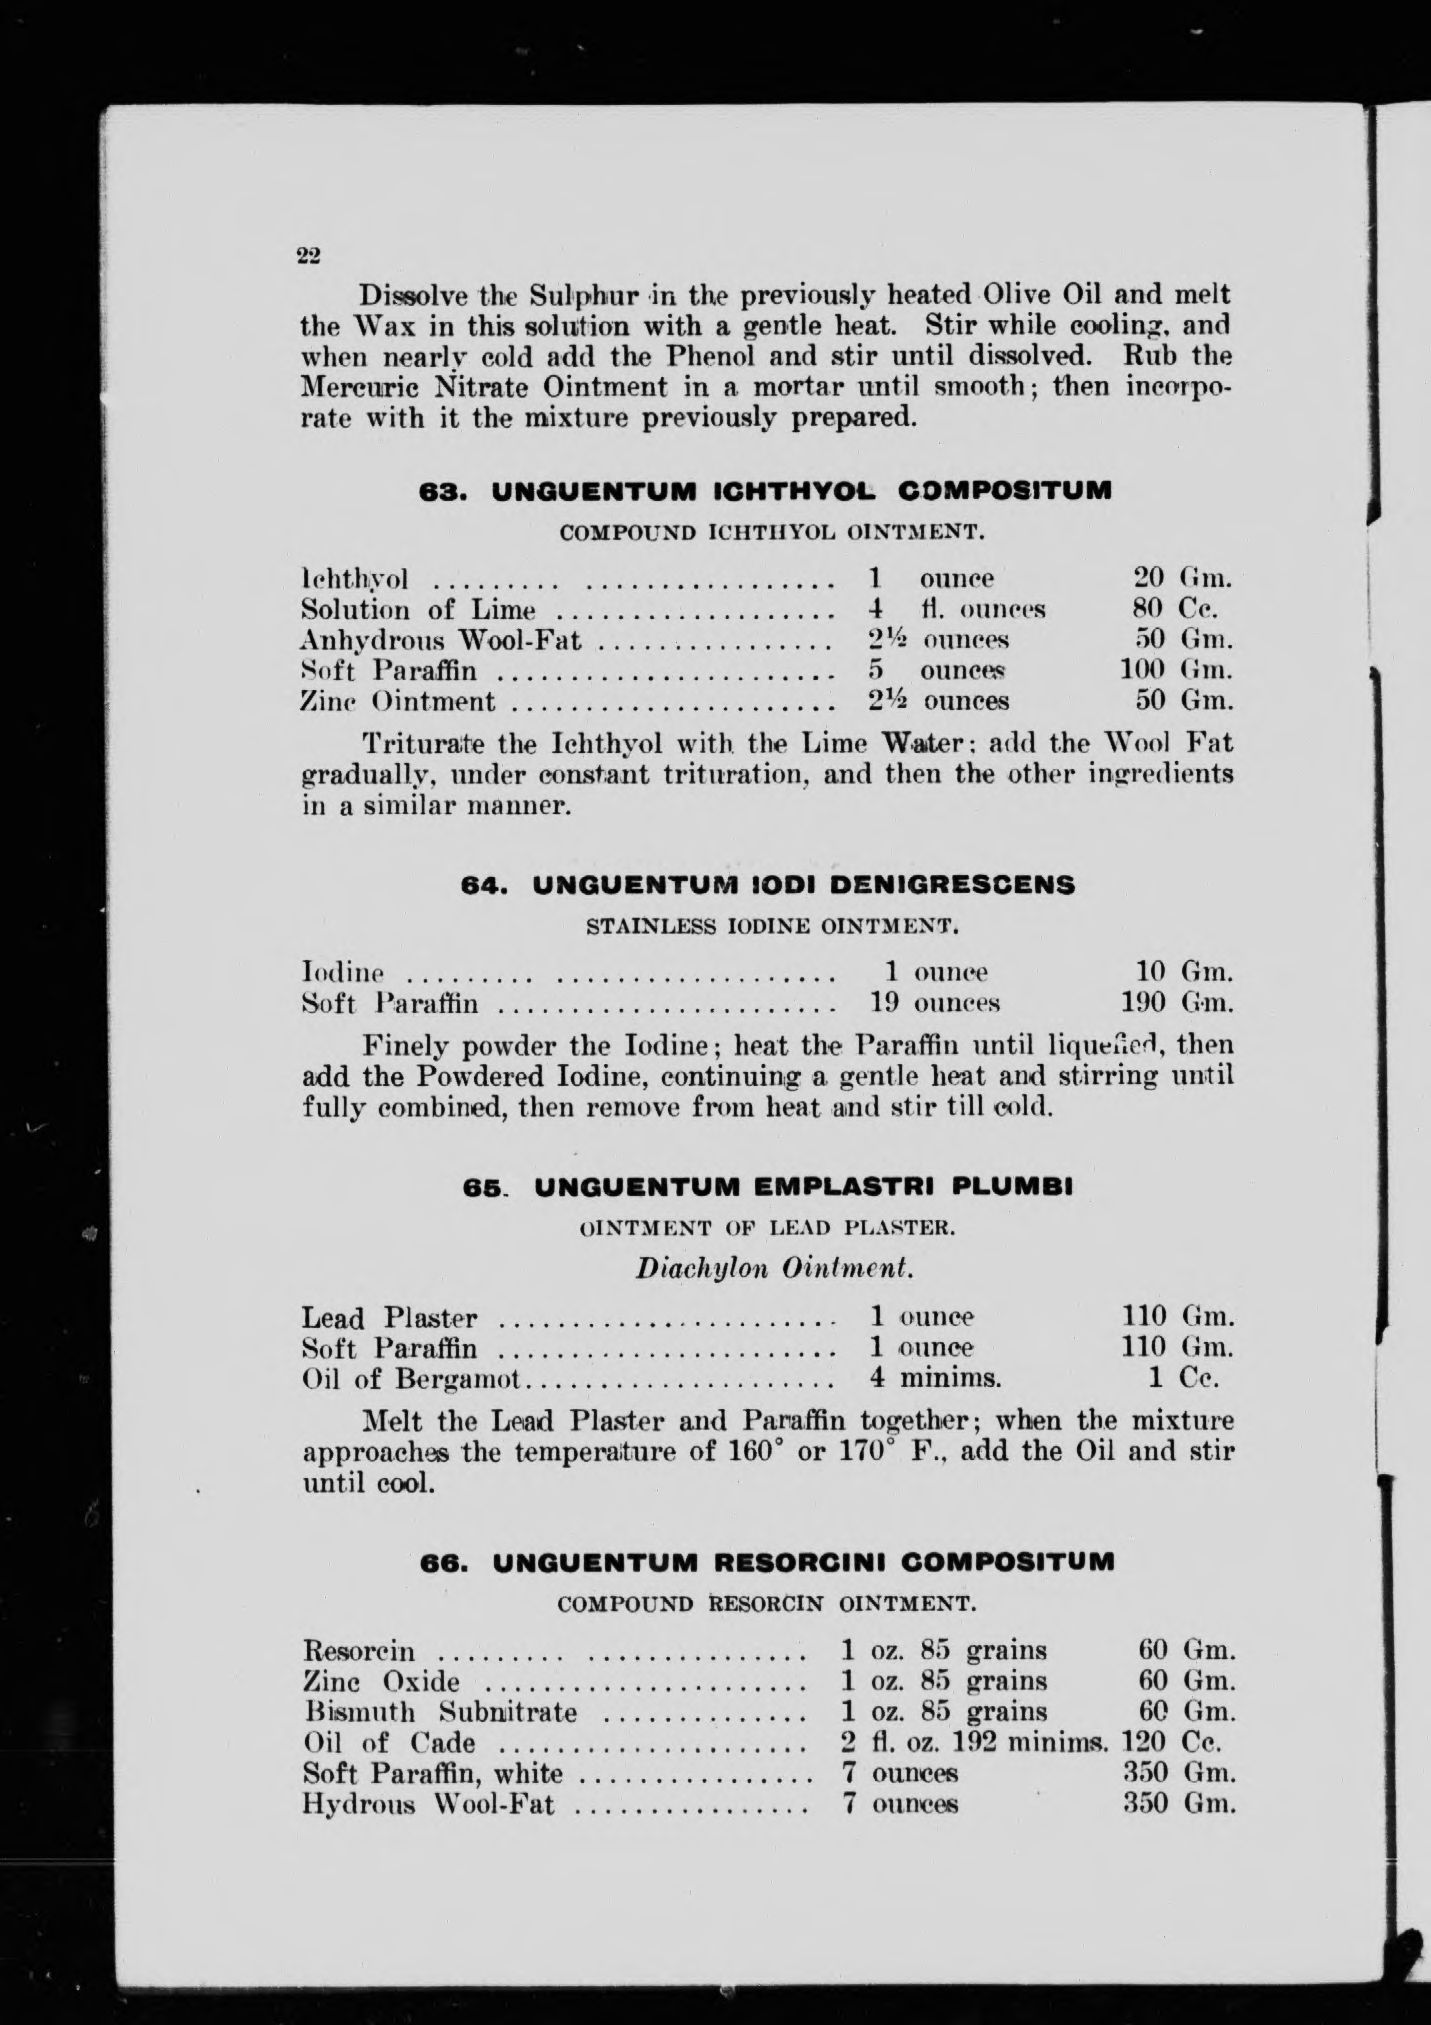 22
Dissolve the Sulphur in the previously heated Olive Oil and melt
the Wax in this solution with a gentle heat. Stir while cooling, and
when nearly cold add the Phenol and stir until dissolved. Rub the
Mercuric Nitrate Ointment in a mortar until smooth; then incorpo-
rate with it the mixture previously prepared.
63. UNGUENTUM ICHTHYOL COMPOSITUM
COMPOUND ICHTHYOL OINTMENT.
Ichthyol ......... ................. 1 ounce 20 Gm.
Solution of Lime ................... 4 fl. ounces 80 Cc.
Anhydrous Wool-Fat ................ 2½ ounces 50 Gm.
Soft Paraffin ....................... 5 ounces 100 Gm.
Zinc Ointment ...................... 2½ ounces 50 Gm.
Triturate the Ichthyol with the Lime Water; add the Wool Fat
gradually, under constant trituration, and then the other ingredients
in a similar manner.
64. UNGUENTUM IODI DENIGRESCENS
STAINLESS IODINE OINTMENT.
Iodine ......... ................... 1 ounce 10 Gm.
Soft Paraffin ....................... 19 ounces 190 Gm.
Finely powder the Iodine; heat the Paraffin until liquefied, then
add the Powdered Iodine, continuing a gentle heat and stirring until
fully combined, then remove from heat and stir till cold.
65. UNGUENTUM EMPLASTRI PLUMBI
OINTMENT OF LEAD PLASTER.
Diachylon Ointment.
Lead Plaster ....................... 1 ounce 110 Gm.
Soft Paraffin ....................... 1 ounce 110 Gm.
Oil of Bergamot..................... 4 minims. 1 Cc.
Melt the Lead Plaster and Paraffin together; when the mixture
approaches the temperature of 160° or 170° F., add the Oil and stir
until cool.
66. UNGUENTUM RESORCINI COMPOSITUM
COMPOUND RESORCIN OINTMENT.
Resorcin ......... ............... 1 oz. 85 grains 60 Gm.
Zinc Oxide ...................... 1 oz. 85 grains 60 Gm.
Bismuth Subnitrate .............. 1 oz. 85 grains 60 Gm.
Oil of Cade ..................... 2 fl. oz. 192 minims. 120 Cc.
Soft Paraffin, white ................ 7 ounces 350 Gm.
Hydrous Wool-Fat ................ 7 ounces 350 Gm.